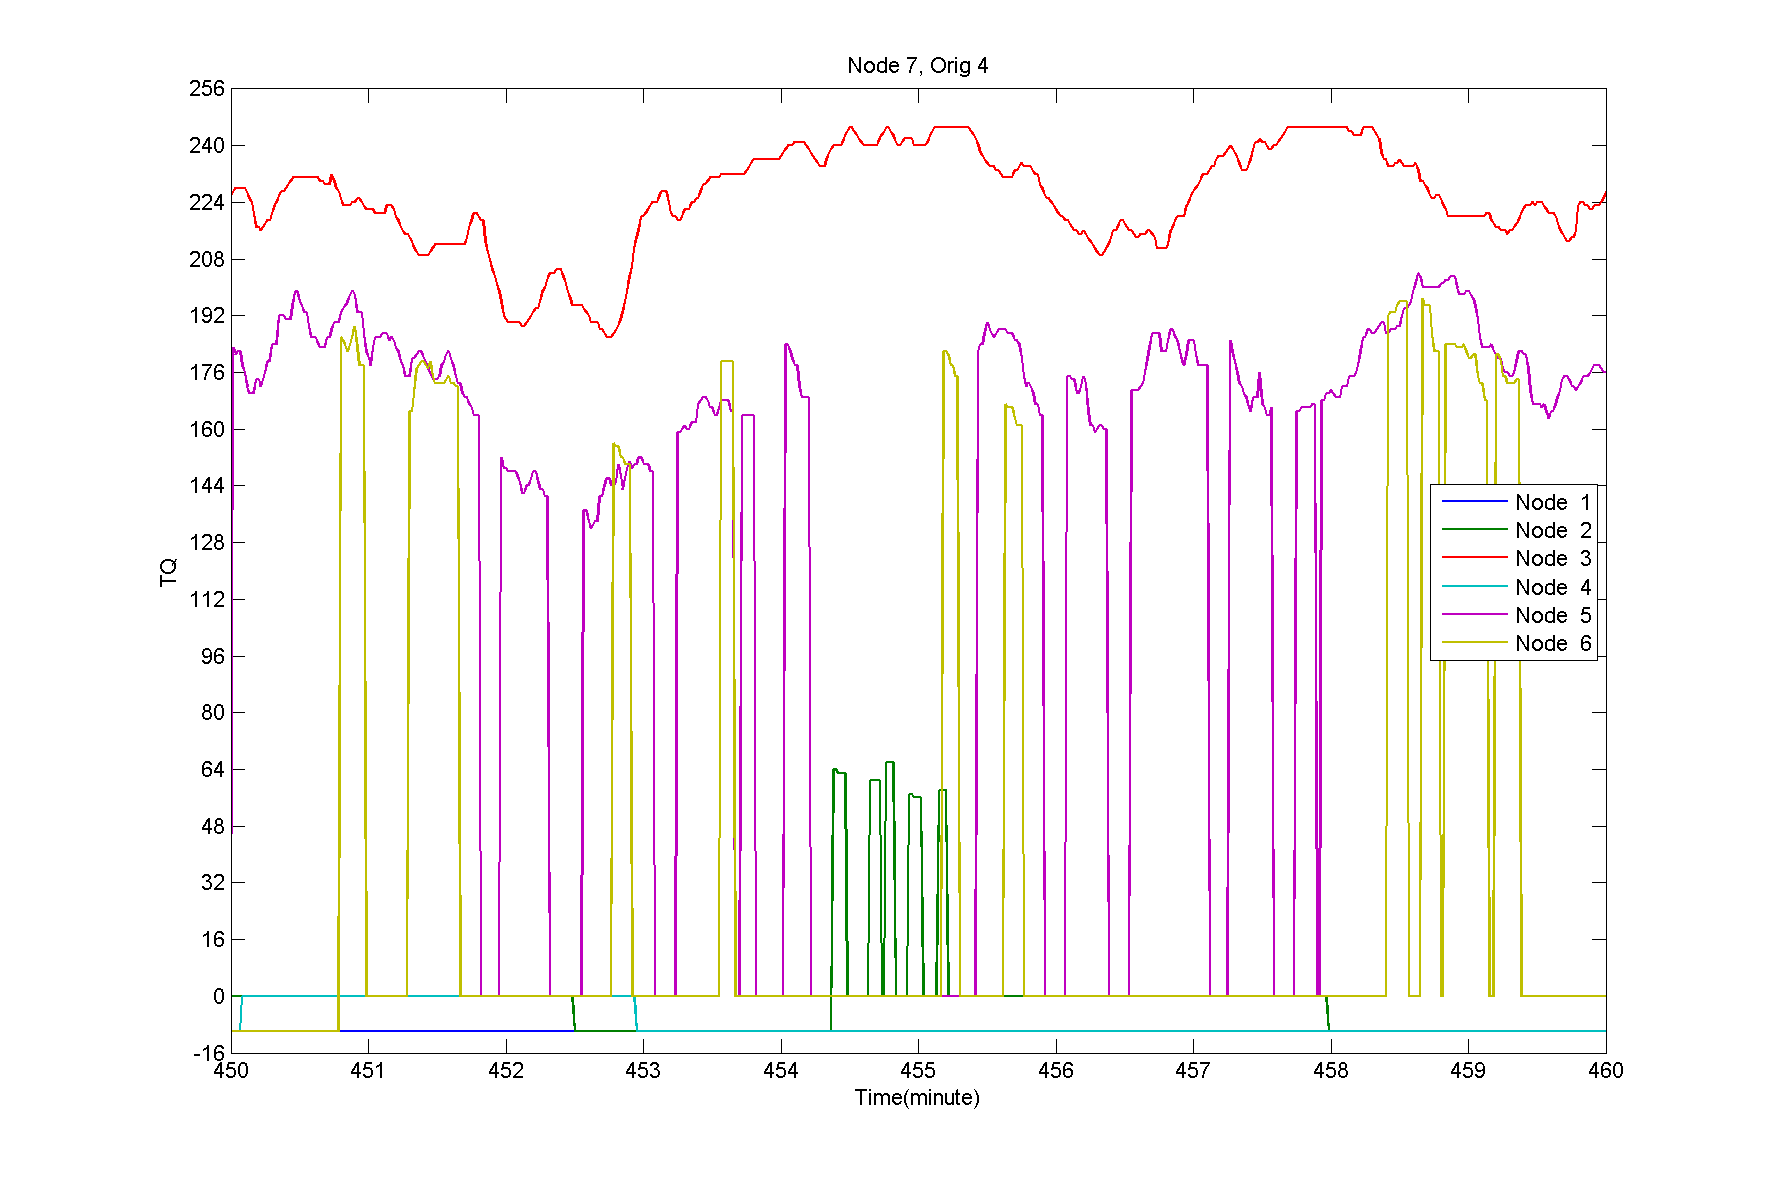 Node 7, Orig 4
256
240
224
208
192
176
160
144
128
112
96
80
64
48
32
16
0
-16
TQ
Node 1
Node 2
Node 3
Node 4
Node 5
Node 6
450 451 452 453 454 455 456 457 458 459 460
Time(minute)